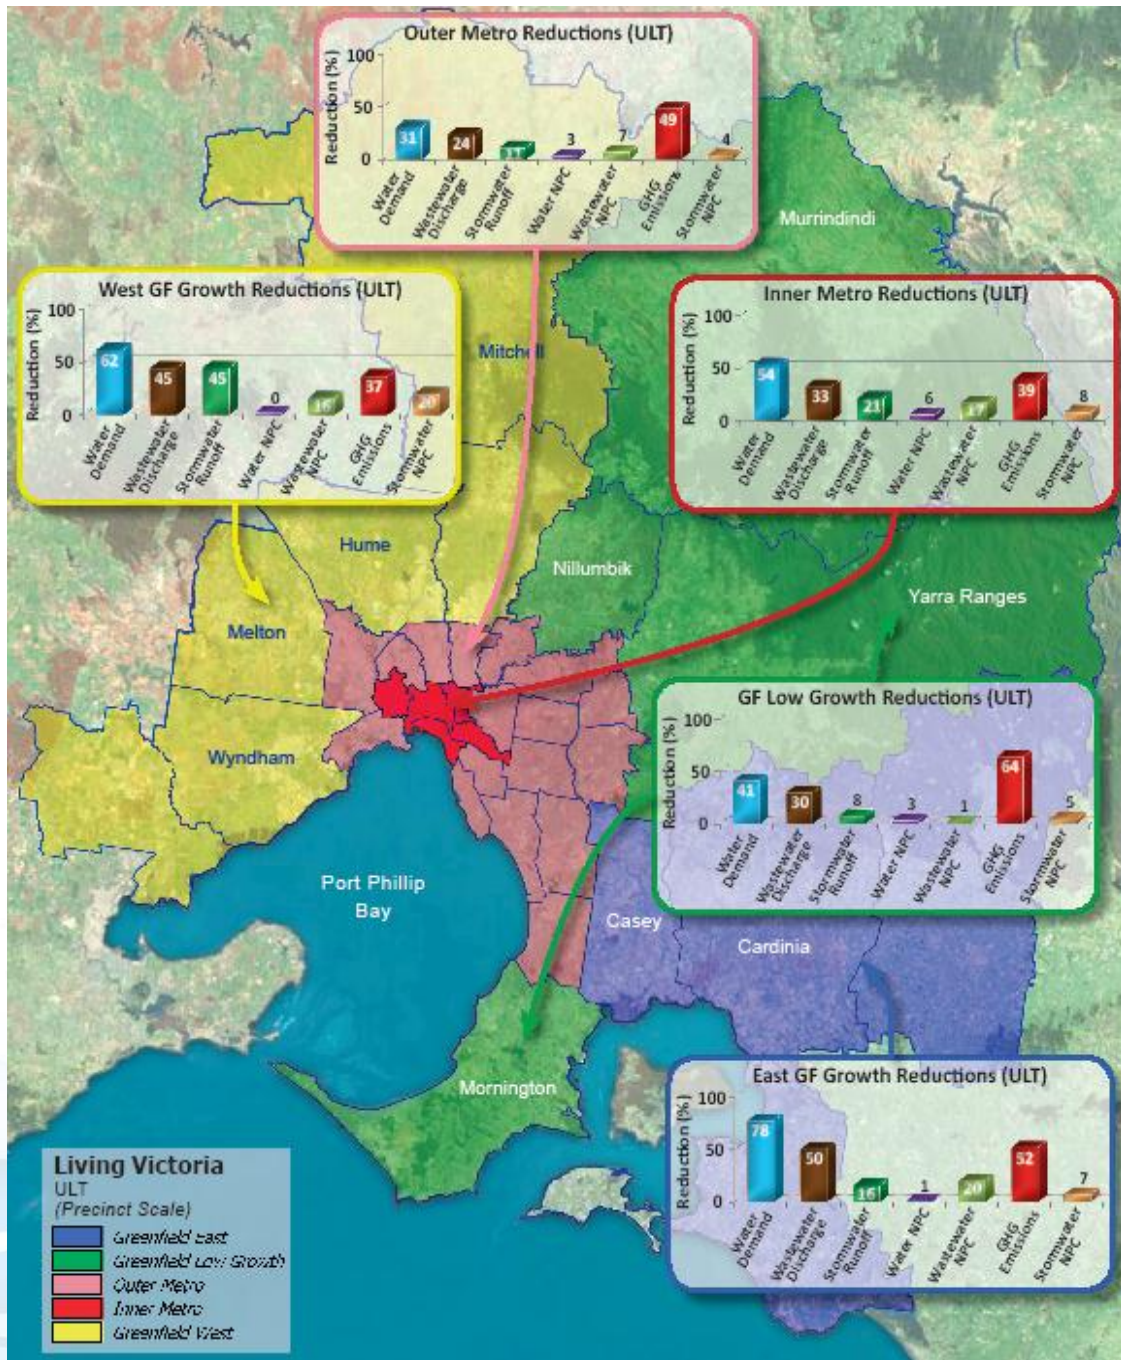 Outer Metro Reductions (ULT)
Reduction (%)
100
50
0
31
24
11
3
7
49
4
Water
Demand
Wastewater
Discharge
Stormwater
Runoff
Water NPC
Wastewater
NPC
GHG
Emissions
Stormwater
NPC
Murrindindi
West GF Growth Reductions (ULT)
Reduction (%)
100
50
0
62
45
45
0
16
37
20
Water
Demand
Wastewater
Discharge
Stormwater
Runoff
Water NPC
Wastewater
NPC
GHG
Emissions
Stormwater
NPC
Inner Metro Reductions (ULT)
Reduction (%)
100
50
0
54
33
21
6
17
39
8
Water
Demand
Wastewater
Discharge
Stormwater
Runoff
Water NPC
Wastewater
NPC
GHG
Emissions
Stormwater
NPC
Mitchell
Hume
Nillumbik
Yarra Ranges
Melton
Wyndham
GF Low Growth Reductions (ULT)
Reduction (%)
100
50
0
41
30
8
3
1
64
5
Water
Demand
Wastewater
Discharge
Stormwater
Runoff
Water NPC
Wastewater
NPC
GHG
Emissions
Stormwater
NPC
Port Phillip
Bay
Casey
Cardinia
Mornington
East GF Growth Reductions (ULT)
Reduction (%)
100
50
0
78
50
16
1
20
52
7
Water
Demand
Wastewater
Discharge
Stormwater
Runoff
Water NPC
Wastewater
NPC
GHG
Emissions
Stormwater
NPC
Living Victoria
ULT
(Precinct Scale)
Greenfield East
Greenfield Low Growth
Outer Metro
Inner Metro
Greenfield West